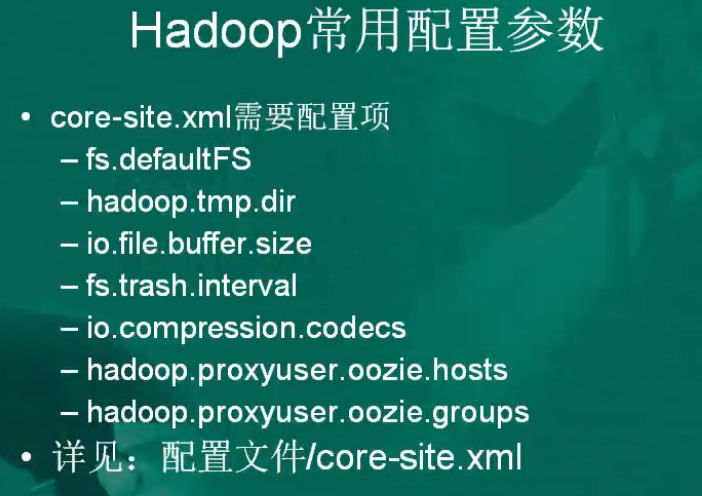 Hadoop常用配置参数
• core-site.xml需要配置项
– fs.defaultFS
– hadoop.tmp.dir
– io.file.buffer.size
– fs.trash.interval
– io.compression.codecs
– hadoop.proxyuser.oozie.hosts
– hadoop.proxyuser.oozie.groups
• 详见：配置文件/core-site.xml